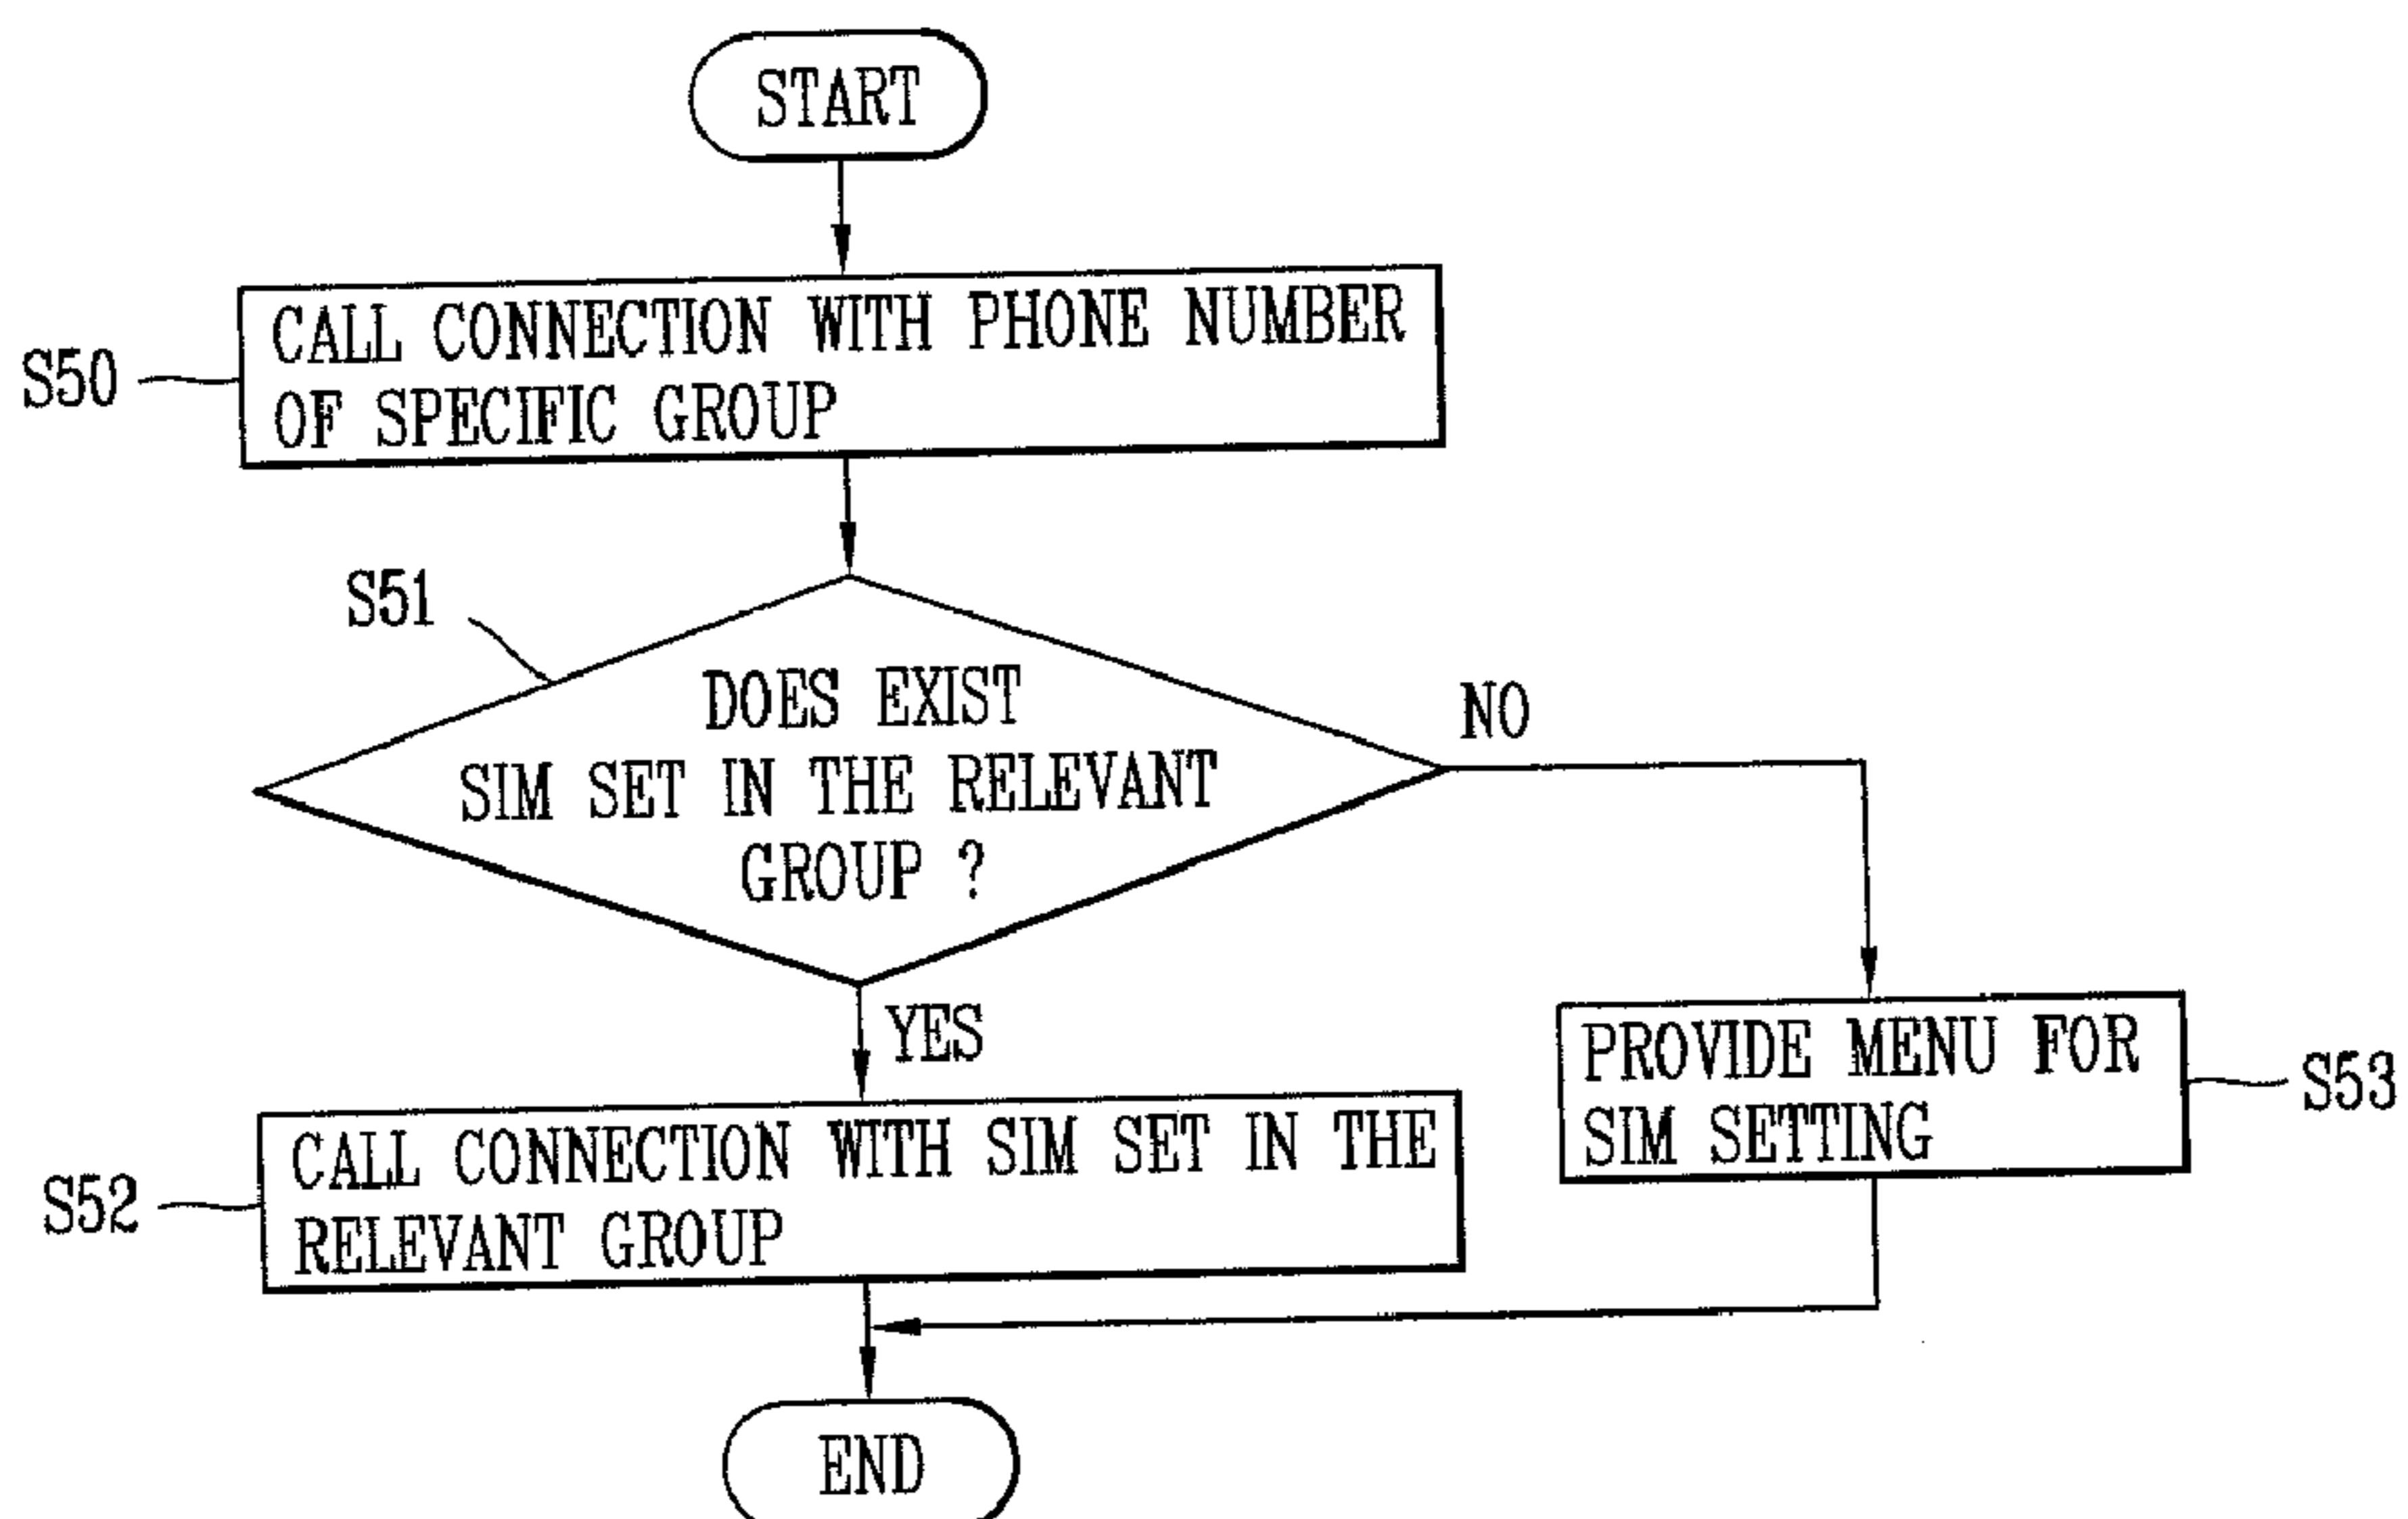 START
S50
CALL CONNECTION WITH PHONE NUMBER
OF SPECIFIC GROUP
S51
DOES EXIST
SIM SET IN THE RELEVANT
GROUP ?
NO
YES
PROVIDE MENU FOR
SIM SETTING
S53
S52
CALL CONNECTION WITH SIM SET IN THE
RELEVANT GROUP
END